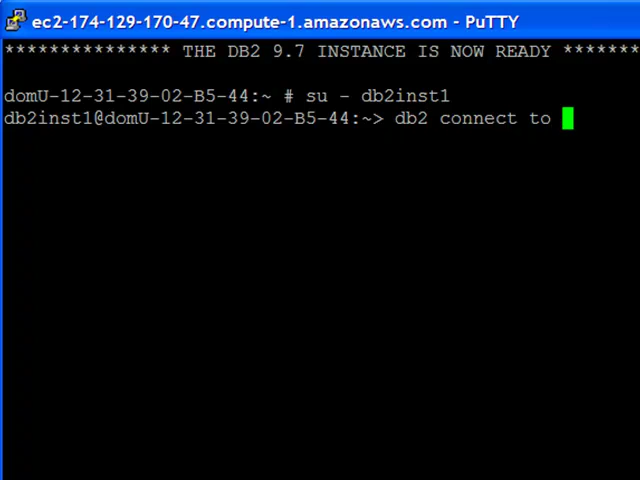 ec2-174-129-170-47.compute-1.amazonaws.com - PuTTY
*************** THE DB2 9.7 INSTANCE IS NOW READY *******
domU-12-31-39-02-B5-44:~ # su - db2inst1
db2inst1@domU-12-31-39-02-B5-44:~> db2 connect to